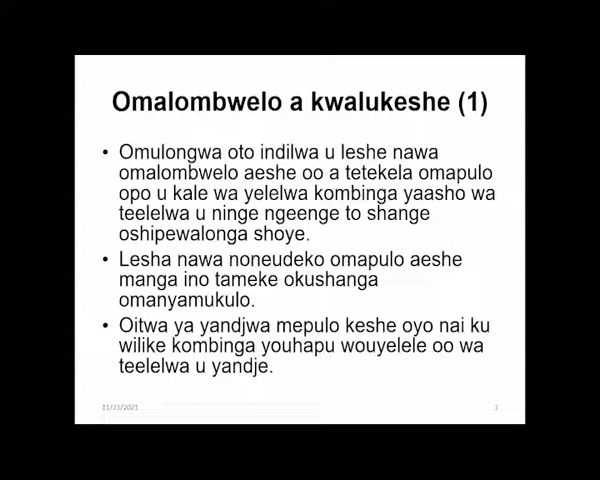 Omalombwelo a kwalukeshe (1)
• Omulongwa oto indilwa u leshe nawa
omalombwelo aeshe oo a tetekela omapulo
opo u kale wa yelelwa kombinga yaasho wa
teelelwa u ninge ngeenge to shange
oshipewalonga shoye.
• Lesha nawa noneudeko omapulo aeshe
manga ino tameke okushanga
omanyamukulo.
• Oitwa ya yandjwa mepulo keshe oyo nai ku
wilike kombinga youhapu wouyelele oo wa
teelelwa u yandje.
11/23/2021